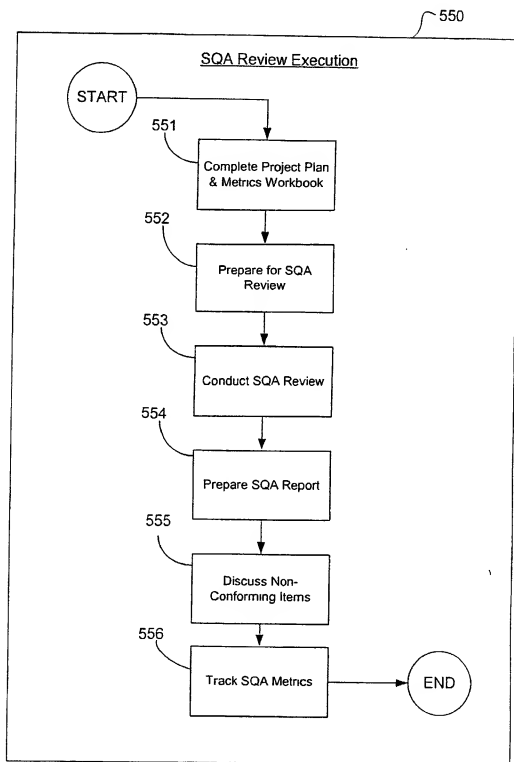 550
SQA Review Execution
START
551
Complete Project Plan
& Metrics Workbook
552
Prepare for SQA
Review
553
Conduct SQA Review
554
Prepare SQA Report
555
Discuss Non-
Conforming Items
556
Track SQA Metrics
END